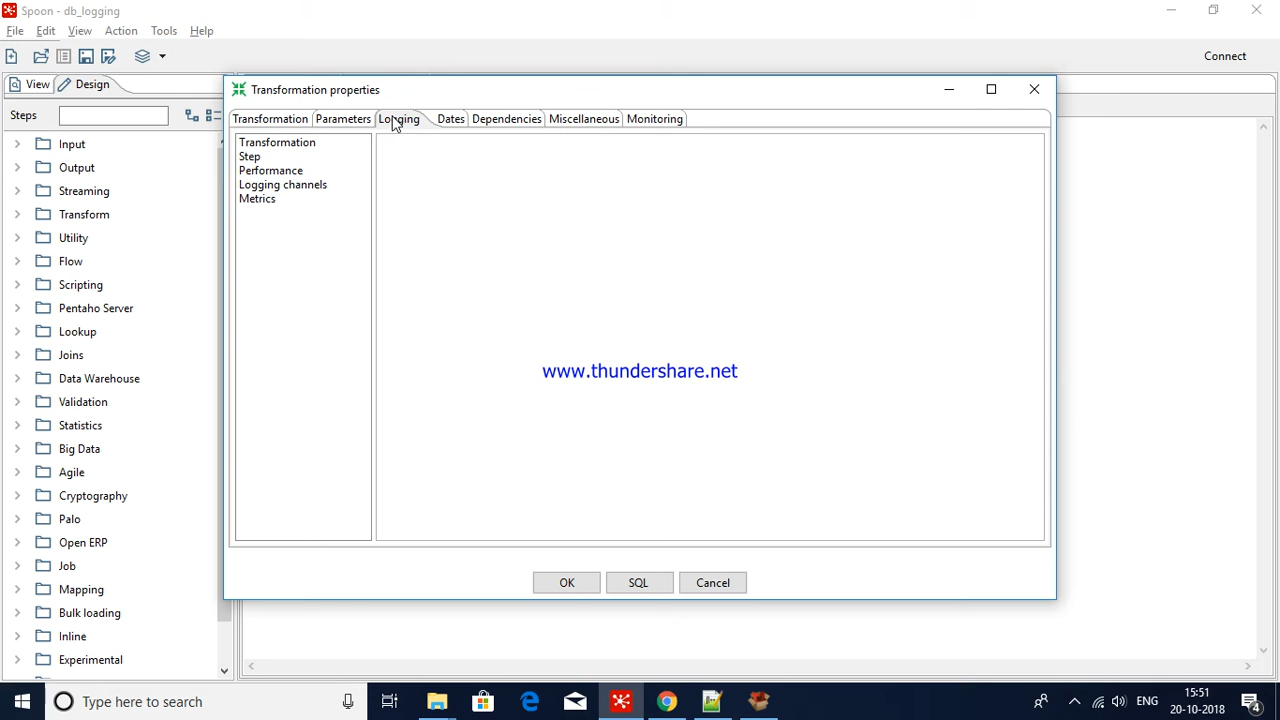 Spoon - db_logging
File Edit View Action Tools Help
Connect
View Design
Steps
Input
Output
Streaming
Transform
Utility
Flow
Scripting
Pentaho Server
Lookup
Joins
Data Warehouse
Validation
Statistics
Big Data
Agile
Cryptography
Palo
Open ERP
Job
Mapping
Bulk loading
Inline
Experimental
Transformation properties
Transformation Parameters Logging Dates Dependencies Miscellaneous Monitoring
Transformation
Step
Performance
Logging channels
Metrics
www.thundershare.net
OK SQL Cancel
Type here to search
ENG
15:51
20-10-2018
4